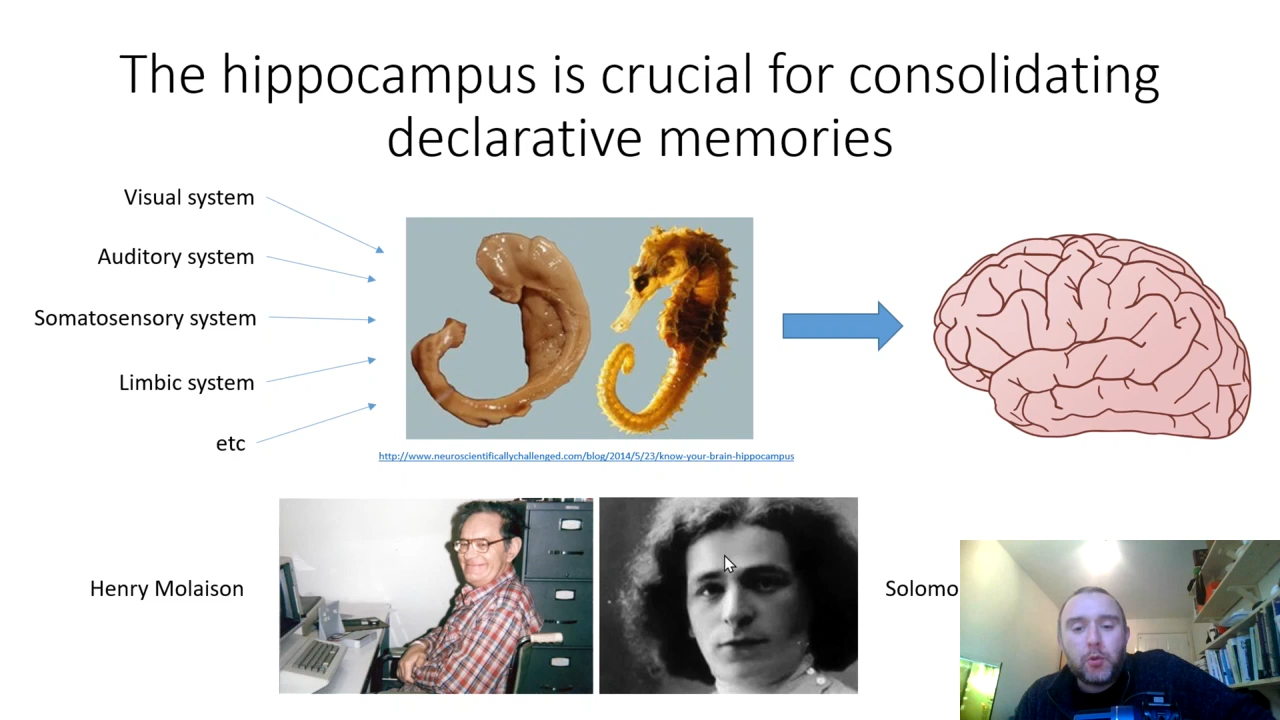 The hippocampus is crucial for consolidating
declarative memories
Visual system
Auditory system
Somatosensory system
Limbic system
etc
http://www.neuroscientificallychallenged.com/blog/2014/5/23/know-your-brain-hippocampus
Henry Molaison
Solomo